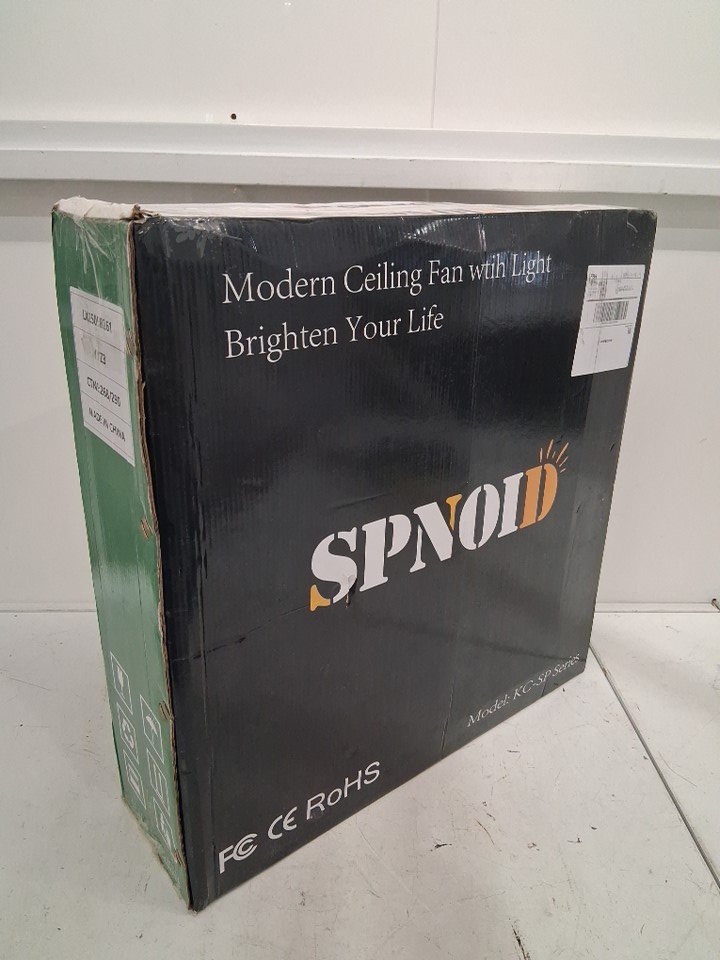 Modern Ceiling Fan wtih Light
Brighten Your Life
SPNOID
Model: KC-SP Series
FC CE RoHS
MADE IN CHINA